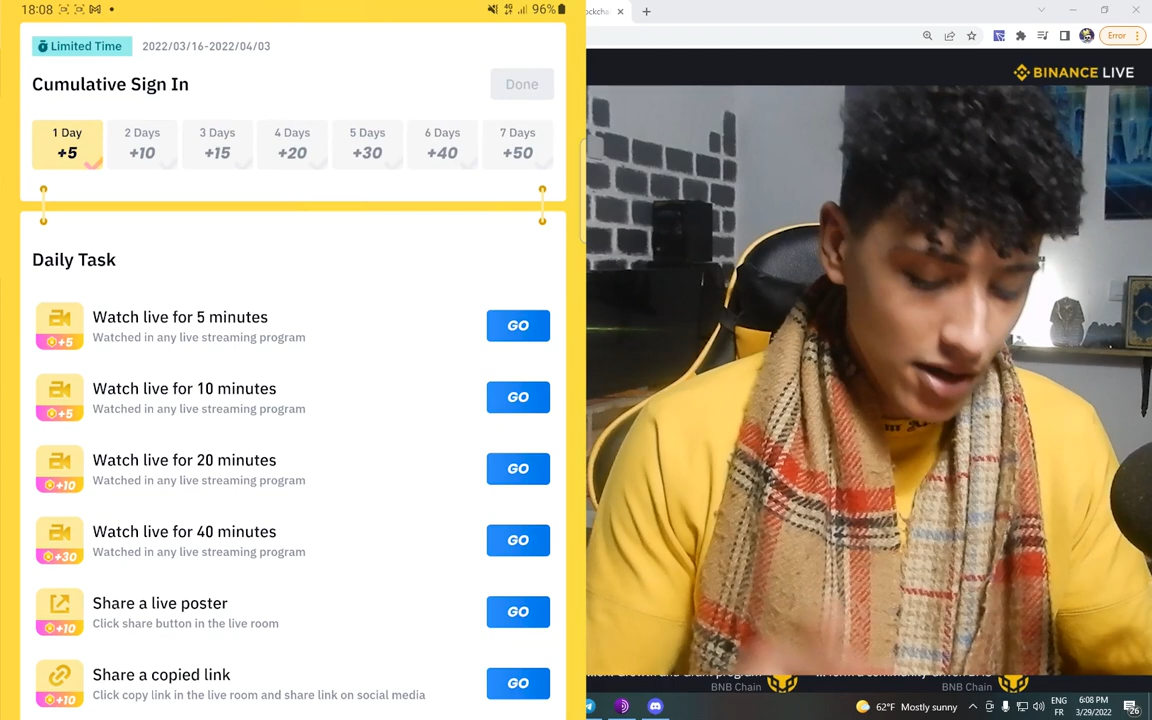 18:08
96%
Limited Time 2022/03/16-2022/04/03
Cumulative Sign In
Done
1 Day
+5
2 Days
+10
3 Days
+15
4 Days
+20
5 Days
+30
6 Days
+40
7 Days
+50
Daily Task
Watch live for 5 minutes
Watched in any live streaming program
+5
GO
Watch live for 10 minutes
Watched in any live streaming program
+5
GO
Watch live for 20 minutes
Watched in any live streaming program
+10
GO
Watch live for 40 minutes
Watched in any live streaming program
+30
GO
Share a live poster
Click share button in the live room
+10
GO
Share a copied link
Click copy link in the live room and share link on social media
+10
GO
Error
BINANCE LIVE
BNB Chain
BNB Chain
62°F Mostly sunny
ENG
FR
6:08 PM
3/29/2022
26